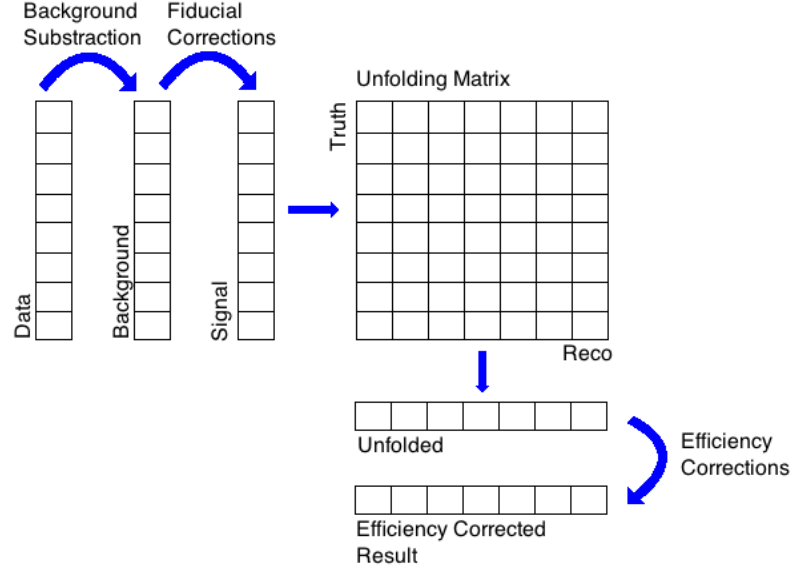 Background
Substraction
Fiducial
Corrections
Unfolding Matrix
Truth
Data
Background
Signal
Reco
Unfolded
Efficiency
Corrections
Efficiency Corrected
Result